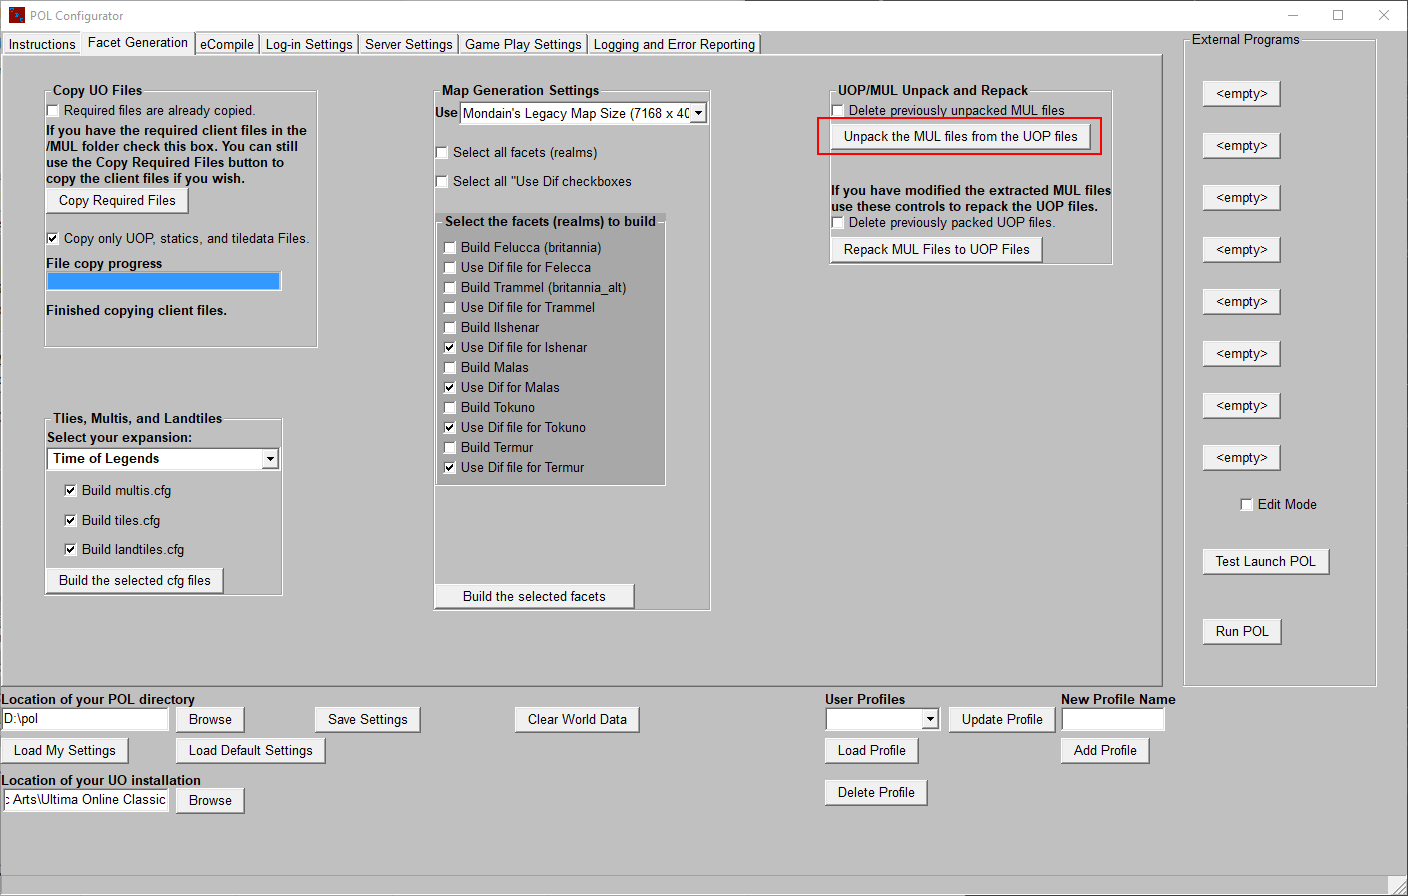 POL Configurator
Instructions
Facet Generation
eCompile
Log-in Settings
Server Settings
Game Play Settings
Logging and Error Reporting
Copy UO Files
Required files are already copied.
If you have the required client files in the
/MUL folder check this box. You can still
use the Copy Required Files button to
copy the client files if you wish.
Copy Required Files
Copy only UOP, statics, and tiledata Files.
File copy progress
Finished copying client files.
Tlies, Multis, and Landtiles
Select your expansion:
Time of Legends
Build multis.cfg
Build tiles.cfg
Build landtiles.cfg
Build the selected cfg files
Map Generation Settings
Use Mondain's Legacy Map Size (7168 x 40
Select all facets (realms)
Select all "Use Dif checkboxes
Select the facets (realms) to build
Build Felucca (britannia)
Use Dif file for Felecca
Build Trammel (britannia_alt)
Use Dif file for Trammel
Build Ilshenar
Use Dif file for Ishenar
Build Malas
Use Dif for Malas
Build Tokuno
Use Dif file for Tokuno
Build Termur
Use Dif file for Termur
Build the selected facets
UOP/MUL Unpack and Repack
Delete previously unpacked MUL files
Unpack the MUL files from the UOP files
If you have modified the extracted MUL files
use these controls to repack the UOP files.
Delete previously packed UOP files.
Repack MUL Files to UOP Files
External Programs
<empty>
<empty>
<empty>
<empty>
<empty>
<empty>
<empty>
<empty>
Edit Mode
Test Launch POL
Run POL
Location of your POL directory
D:\pol
Browse
Save Settings
Clear World Data
Load My Settings
Load Default Settings
Location of your UO installation
c Arts\Ultima Online Classic
Browse
User Profiles
Update Profile
Load Profile
Delete Profile
New Profile Name
Add Profile